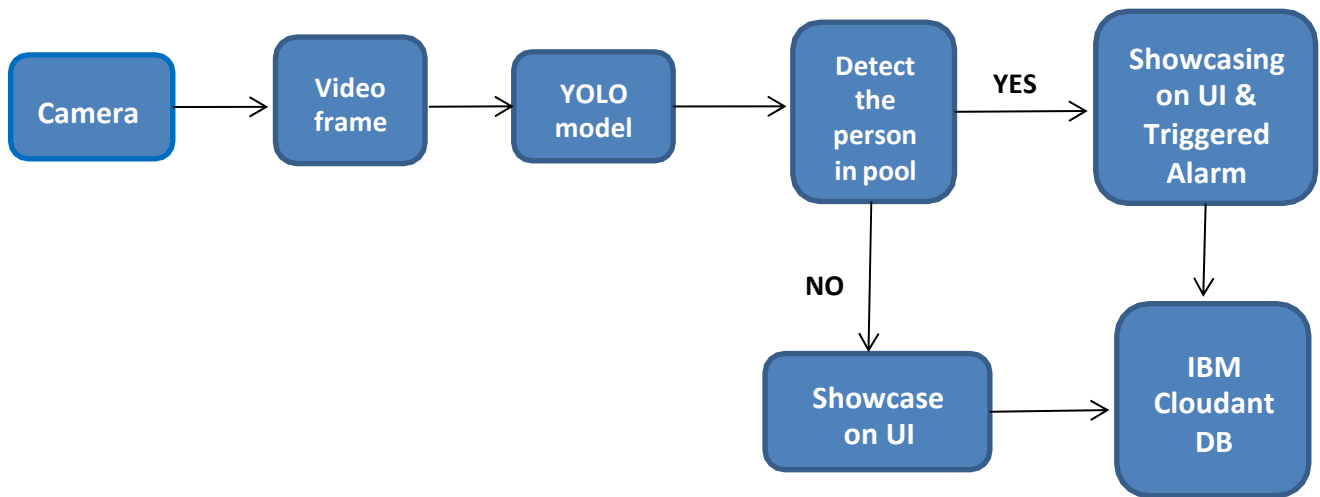 Camera
Video
frame
YOLO
model
Detect
the
person
in pool
YES
Showcasing
on UI &
Triggered
Alarm
NO
Showcase
on UI
IBM
Cloudant
DB